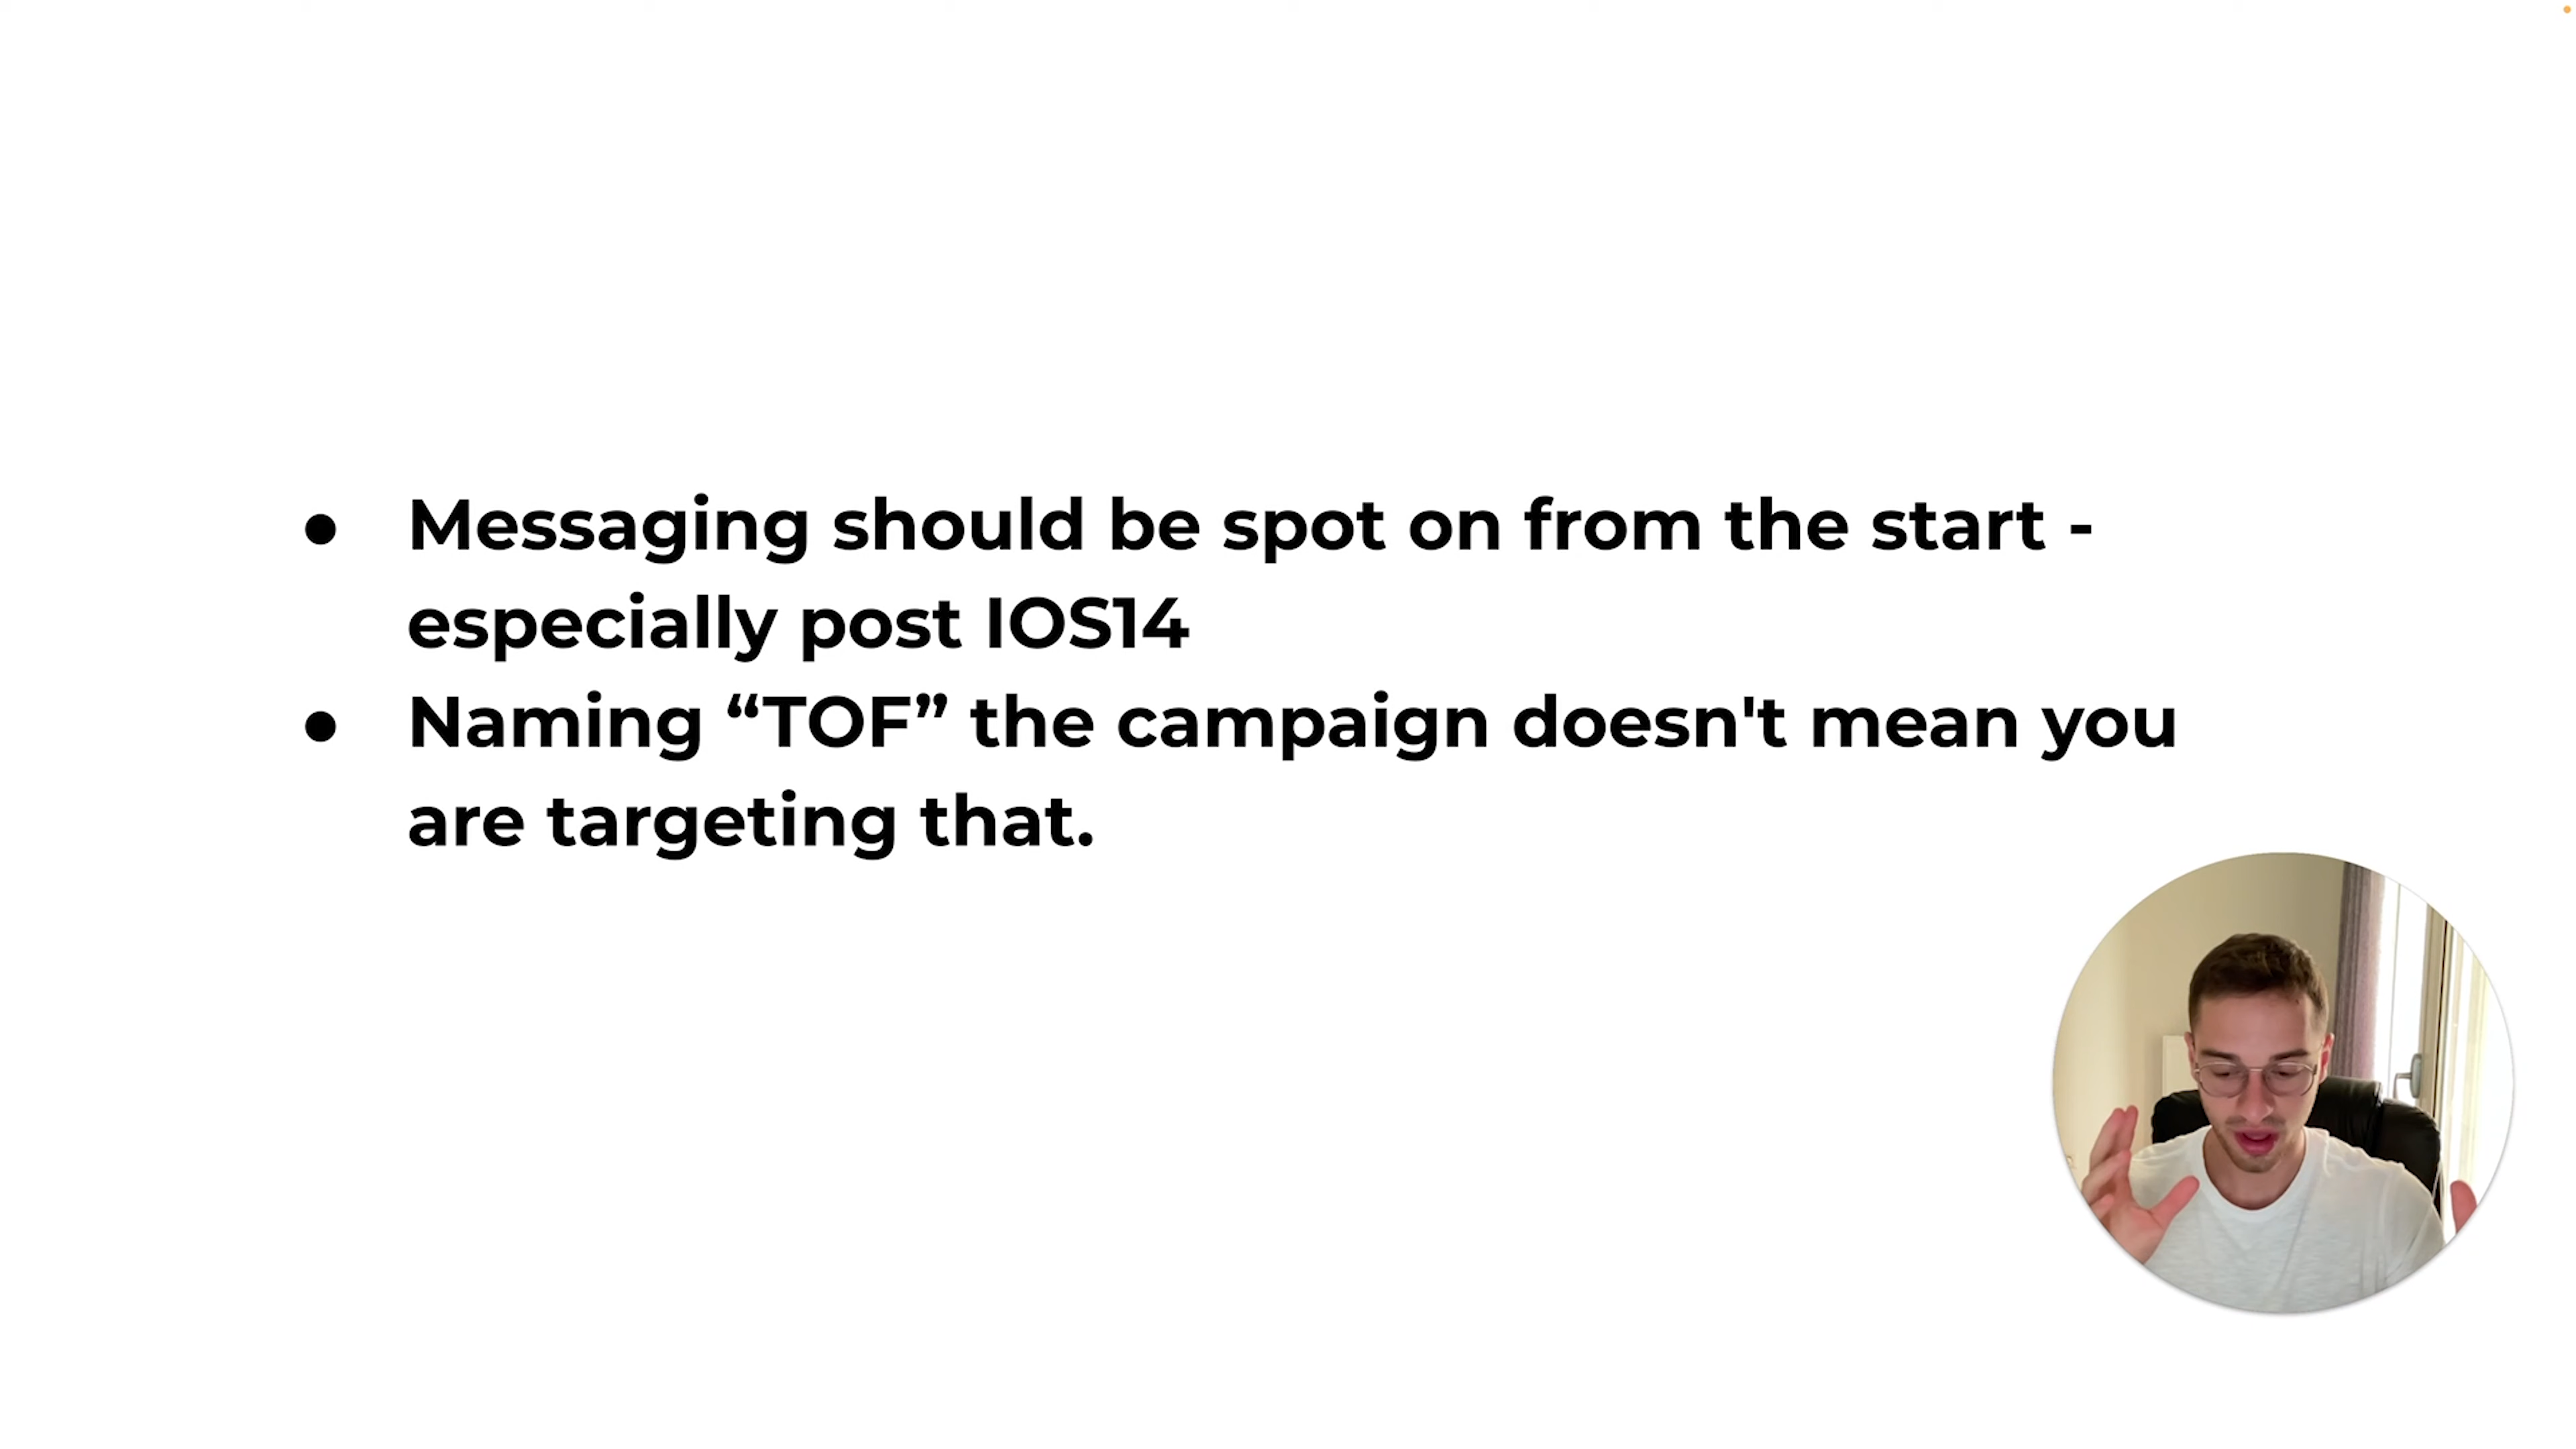 ● Messaging should be spot on from the start -
especially post IOS14
● Naming “TOF” the campaign doesn't mean you
are targeting that.